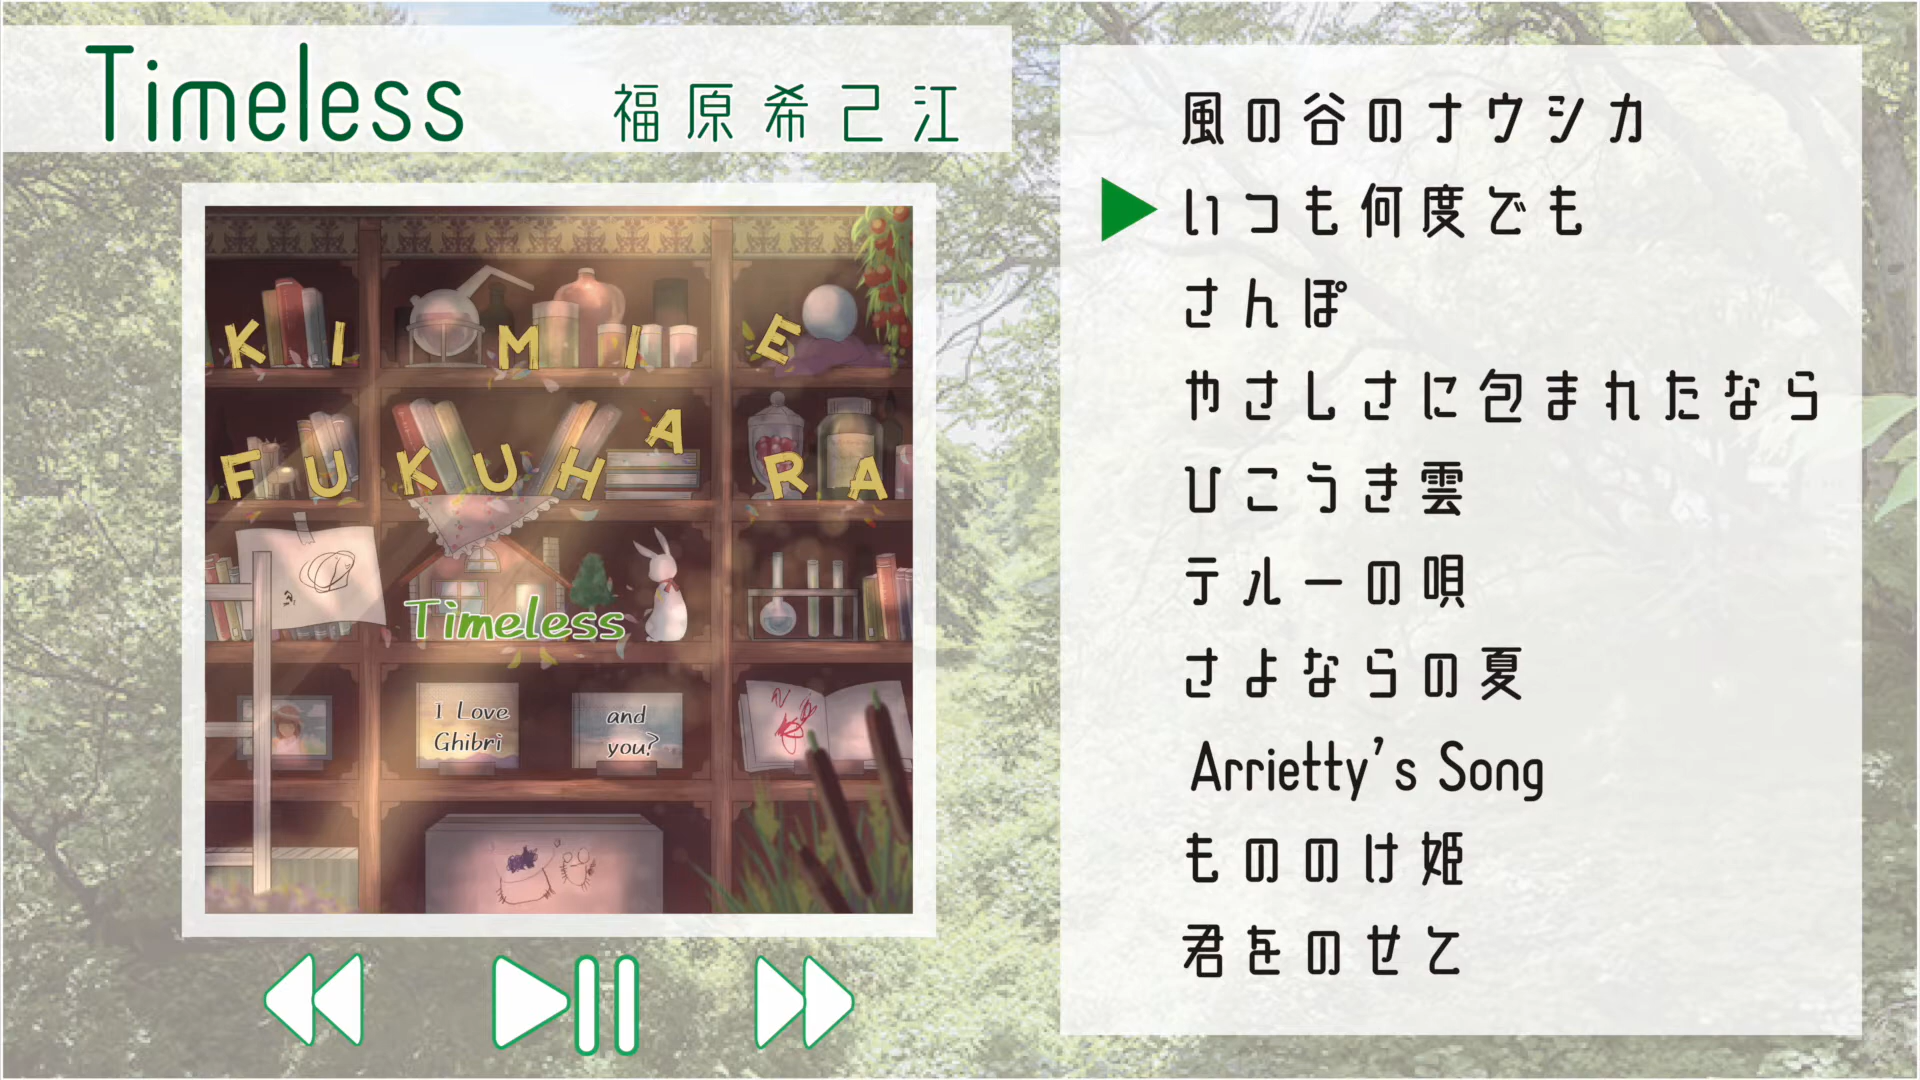 Timeless
福原希己江
KI MIE
FUKUHARA
Timeless
I Love
Ghibri
and
you?
風の谷のナウシカ
いつも何度でも
さんぽ
やさしさに包まれたなら
ひこうき雲
テルーの唄
さよならの夏
Arrietty's Song
もののけ姫
君をのせて